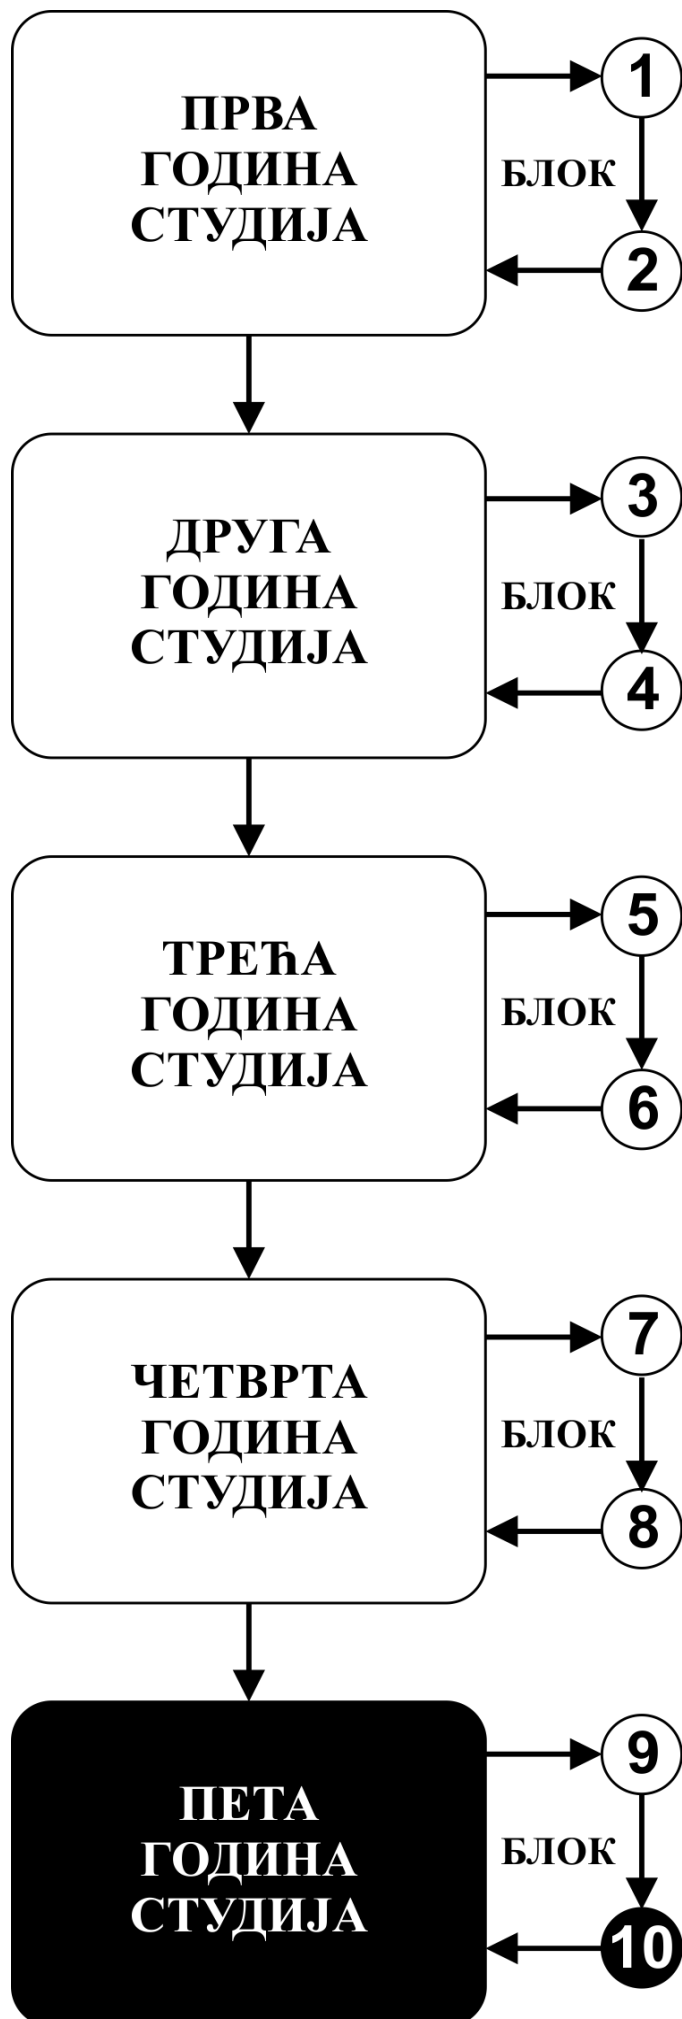 ПРВА
ГОДИНА
СТУДИЈА
1
БЛОК
2
ДРУГА
ГОДИНА
СТУДИЈА
3
БЛОК
4
ТРЕЋА
ГОДИНА
СТУДИЈА
5
БЛОК
6
ЧЕТВРТА
ГОДИНА
СТУДИЈА
7
БЛОК
8
ПЕТА
ГОДИНА
СТУДИЈА
9
БЛОК
10